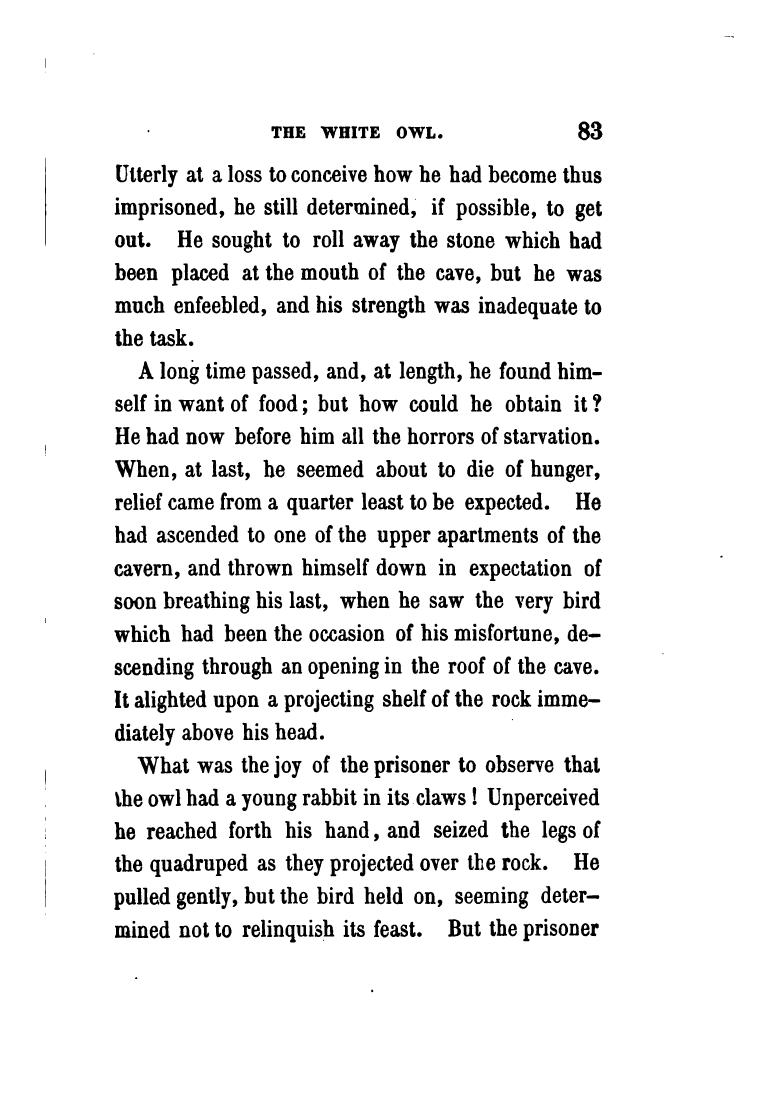 THE WHITE OWL. 83
Utterly at a loss to conceive how he had become thus
imprisoned, he still determined, if possible, to get
out. He sought to roll away the stone which had
been placed at the mouth of the cave, but he was
much enfeebled, and his strength was inadequate to
the task.
A long time passed, and, at length, he found him-
self in want of food; but how could he obtain it?
He had now before him all the horrors of starvation.
When, at last, he seemed about to die of hunger,
relief came from a quarter least to be expected. He
had ascended to one of the upper apartments of the
cavern, and thrown himself down in expectation of
soon breathing his last, when he saw the very bird
which had been the occasion of his misfortune, de-
scending through an opening in the roof of the cave.
It alighted upon a projecting shelf of the rock imme-
diately above his head.
What was the joy of the prisoner to observe that
the owl had a young rabbit in its claws! Unperceived
he reached forth his hand, and seized the legs of
the quadruped as they projected over the rock. He
pulled gently, but the bird held on, seeming deter-
mined not to relinquish its feast. But the prisoner